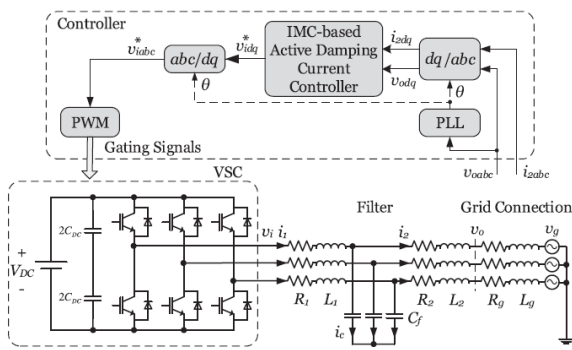 Controller
v*iabc
abc/dq
v*idq
IMC-based
Active Damping
Current
Controller
i2dq
vodq
dq/abc
θ
θ
PWM
PLL
Gating Signals
voabc
i2abc
VSC
Filter
Grid Connection
+
VDC
-
2CDC
2CDC
vi i1
i2
vo
vg
R1 L1
R2 L2
Rg Lg
ic
Cf